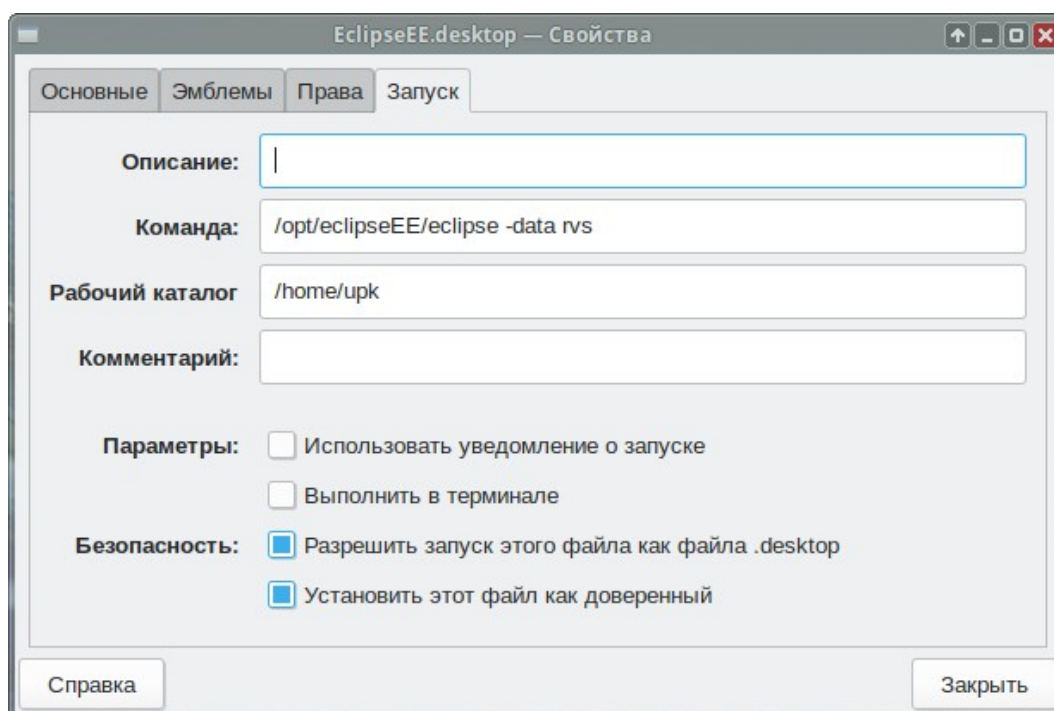 EclipseEE.desktop — Свойства
Основные Эмблемы Права Запуск
Описание:
Команда: /opt/eclipseEE/eclipse -data rvs
Рабочий каталог /home/upk
Комментарий:
Параметры: Использовать уведомление о запуске
Выполнить в терминале
Безопасность: Разрешить запуск этого файла как файла .desktop
Установить этот файл как доверенный
Справка Закрыть